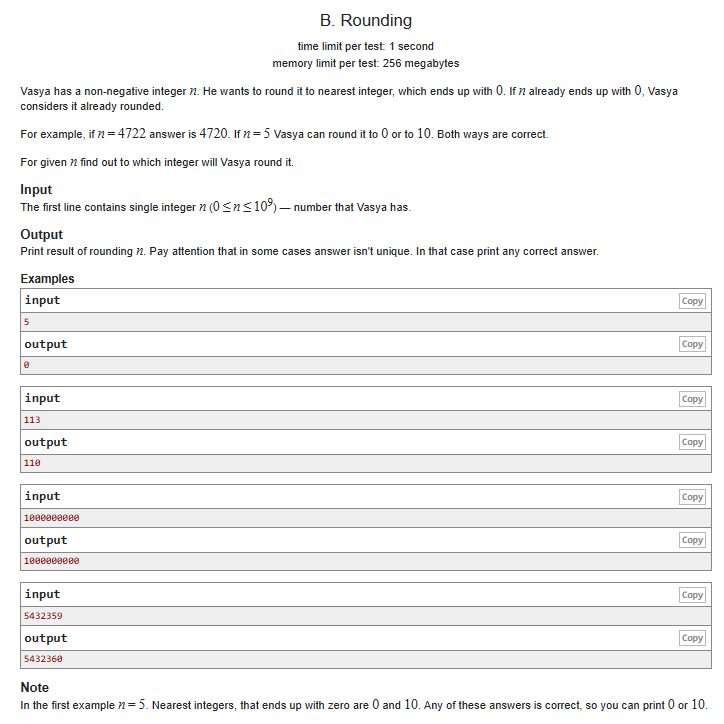 B. Rounding
time limit per test: 1 second
memory limit per test: 256 megabytes
Vasya has a non-negative integer n. He wants to round it to nearest integer, which ends up with 0. If n already ends up with 0, Vasya
considers it already rounded.
For example, if n = 4722 answer is 4720. If n = 5 Vasya can round it to 0 or to 10. Both ways are correct.
For given n find out to which integer will Vasya round it.
Input
The first line contains single integer n (0 ≤ n ≤ 10⁹) — number that Vasya has.
Output
Print result of rounding n. Pay attention that in some cases answer isn't unique. In that case print any correct answer.
Examples
input Copy
5
output Copy
0
input Copy
113
output Copy
110
input Copy
1000000000
output Copy
1000000000
input Copy
5432359
output Copy
5432360
Note
In the first example n = 5. Nearest integers, that ends up with zero are 0 and 10. Any of these answers is correct, so you can print 0 or 10.